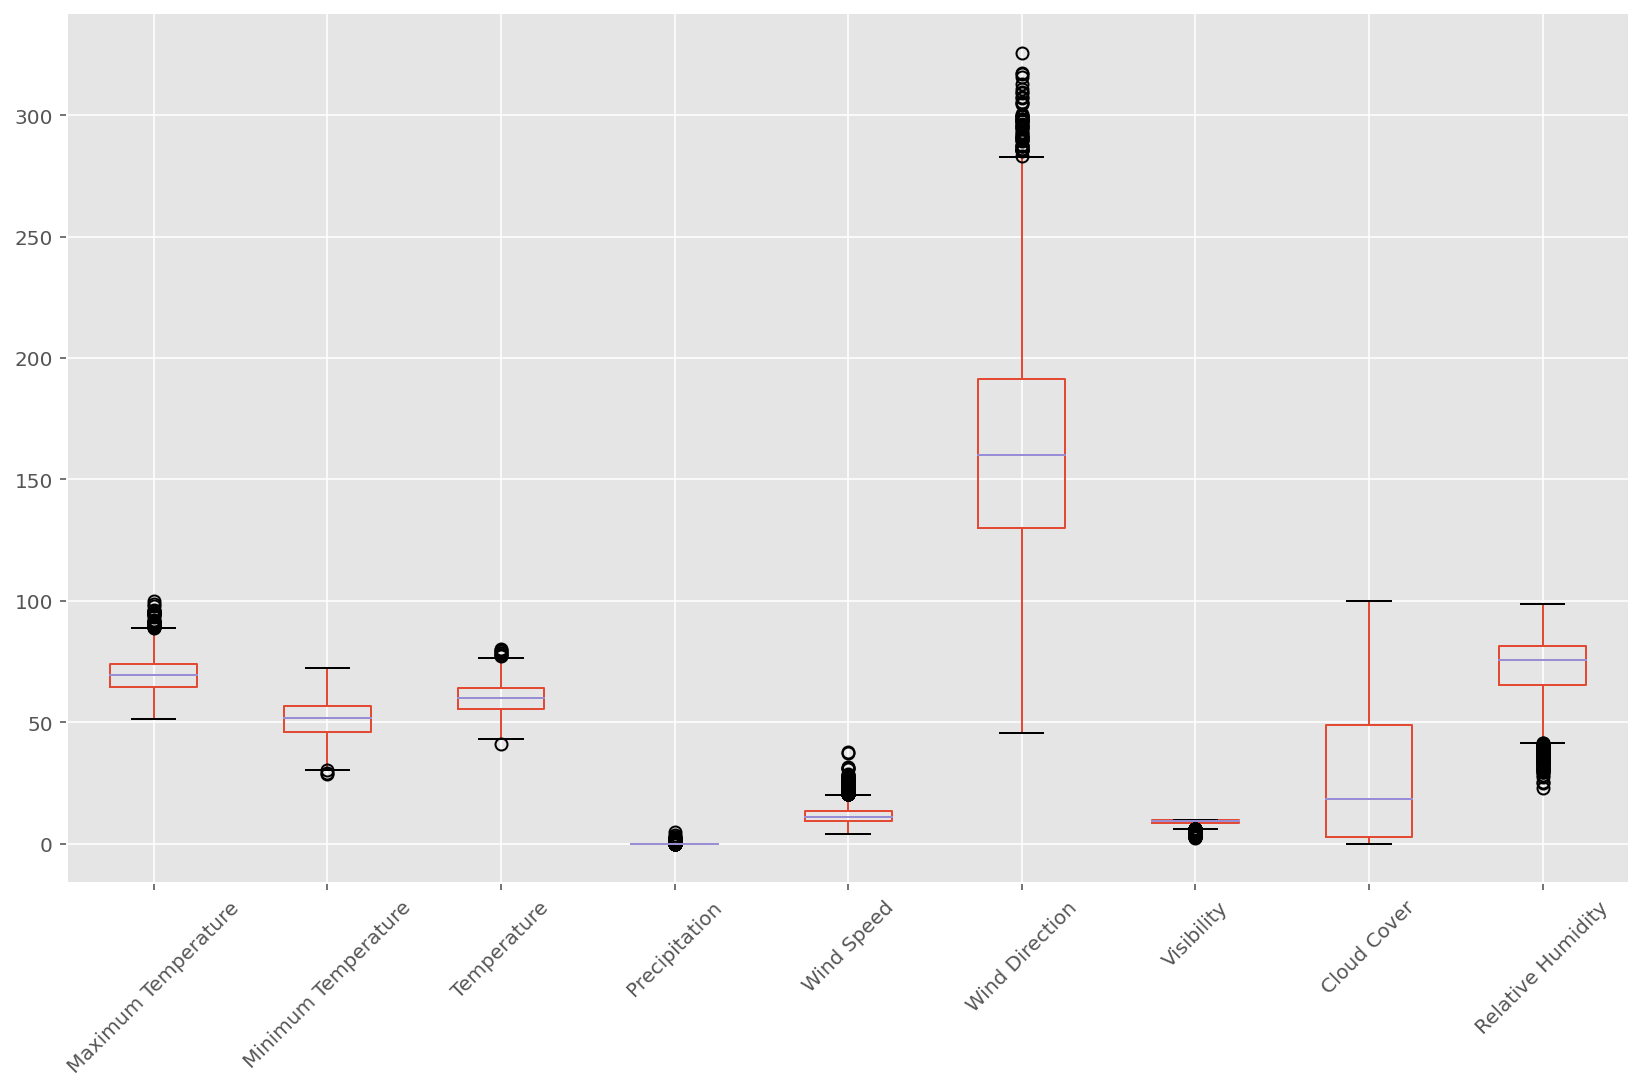 300
250
200
150
100
50
0
Maximum Temperature
Minimum Temperature
Temperature
Precipitation
Wind Speed
Wind Direction
Visibility
Cloud Cover
Relative Humidity